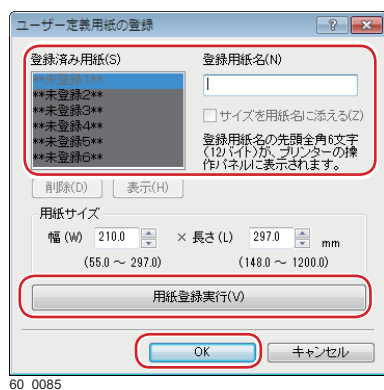 ユーザー定義用紙の登録
登録済み用紙(S)
登録用紙名(N)
**未登録1**
**未登録2**
**未登録3**
**未登録4**
**未登録5**
**未登録6**
サイズを用紙名に添える(Z)
登録用紙名の先頭全角6文字
(12バイト)が、プリンターの操
作パネルに表示されます。
削除(D) 表示(H)
用紙サイズ
幅(W) 210.0 × 長さ(L) 297.0 mm
(55.0 ～ 297.0) (148.0 ～ 1200.0)
用紙登録実行(V)
OK キャンセル
60_0085